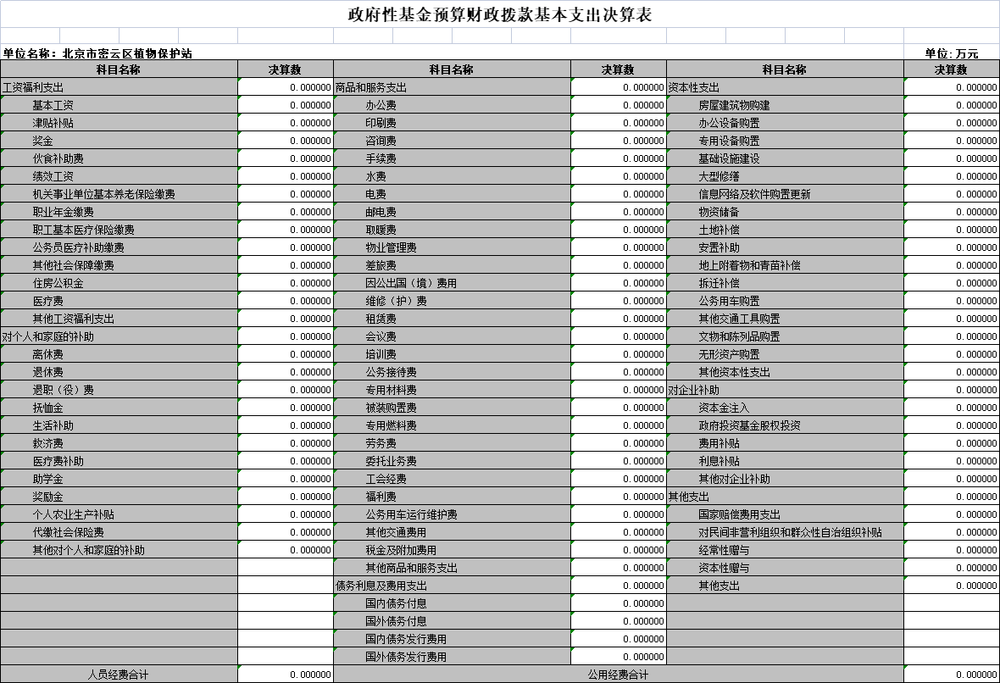 政府性基金预算财政拨款基本支出决算表
单位名称：北京市密云区植物保护站 单位:万元
科目名称 决算数 科目名称 决算数 科目名称 决算数
工资福利支出 0.000000 商品和服务支出 0.000000 资本性支出 0.000000
基本工资 0.000000 办公费 0.000000 房屋建筑物购建 0.000000
津贴补贴 0.000000 印刷费 0.000000 办公设备购置 0.000000
奖金 0.000000 咨询费 0.000000 专用设备购置 0.000000
伙食补助费 0.000000 手续费 0.000000 基础设施建设 0.000000
绩效工资 0.000000 水费 0.000000 大型修缮 0.000000
机关事业单位基本养老保险缴费 0.000000 电费 0.000000 信息网络及软件购置更新 0.000000
职业年金缴费 0.000000 邮电费 0.000000 物资储备 0.000000
职工基本医疗保险缴费 0.000000 取暖费 0.000000 土地补偿 0.000000
公务员医疗补助缴费 0.000000 物业管理费 0.000000 安置补助 0.000000
其他社会保障缴费 0.000000 差旅费 0.000000 地上附着物和青苗补偿 0.000000
住房公积金 0.000000 因公出国（境）费用 0.000000 拆迁补偿 0.000000
医疗费 0.000000 维修（护）费 0.000000 公务用车购置 0.000000
其他工资福利支出 0.000000 租赁费 0.000000 其他交通工具购置 0.000000
对个人和家庭的补助 0.000000 会议费 0.000000 文物和陈列品购置 0.000000
离休费 0.000000 培训费 0.000000 无形资产购置 0.000000
退休费 0.000000 公务接待费 0.000000 其他资本性支出 0.000000
退职（役）费 0.000000 专用材料费 0.000000 对企业补助 0.000000
抚恤金 0.000000 被装购置费 0.000000 资本金注入 0.000000
生活补助 0.000000 专用燃料费 0.000000 政府投资基金股权投资 0.000000
救济费 0.000000 劳务费 0.000000 费用补贴 0.000000
医疗费补助 0.000000 委托业务费 0.000000 利息补贴 0.000000
助学金 0.000000 工会经费 0.000000 其他对企业补助 0.000000
奖励金 0.000000 福利费 0.000000 其他支出 0.000000
个人农业生产补贴 0.000000 公务用车运行维护费 0.000000 国家赔偿费用支出 0.000000
代缴社会保险费 0.000000 其他交通费用 0.000000 对民间非营利组织和群众性自治组织补贴 0.000000
其他对个人和家庭的补助 0.000000 税金及附加费用 0.000000 经常性赠与 0.000000
其他商品和服务支出 0.000000 资本性赠与 0.000000
债务利息及费用支出 0.000000 其他支出 0.000000
国内债务付息 0.000000
国外债务付息 0.000000
国内债务发行费用 0.000000
国外债务发行费用 0.000000
人员经费合计 0.000000 公用经费合计 0.000000